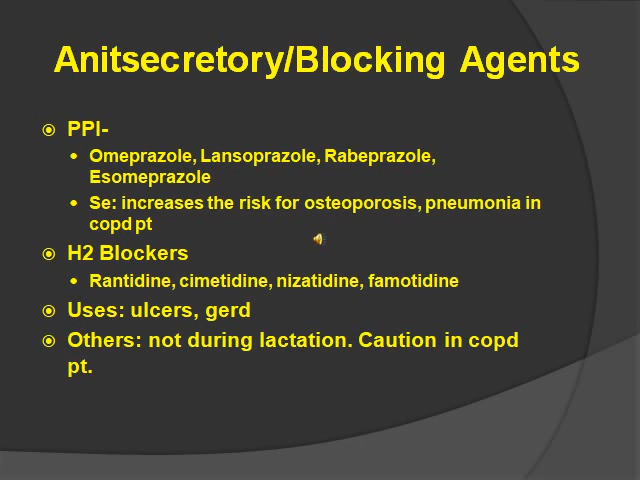 Anitsecretory/Blocking Agents
PPI-
Omeprazole, Lansoprazole, Rabeprazole,
Esomeprazole
Se: increases the risk for osteoporosis, pneumonia in
copd pt
H2 Blockers
Rantidine, cimetidine, nizatidine, famotidine
Uses: ulcers, gerd
Others: not during lactation. Caution in copd
pt.